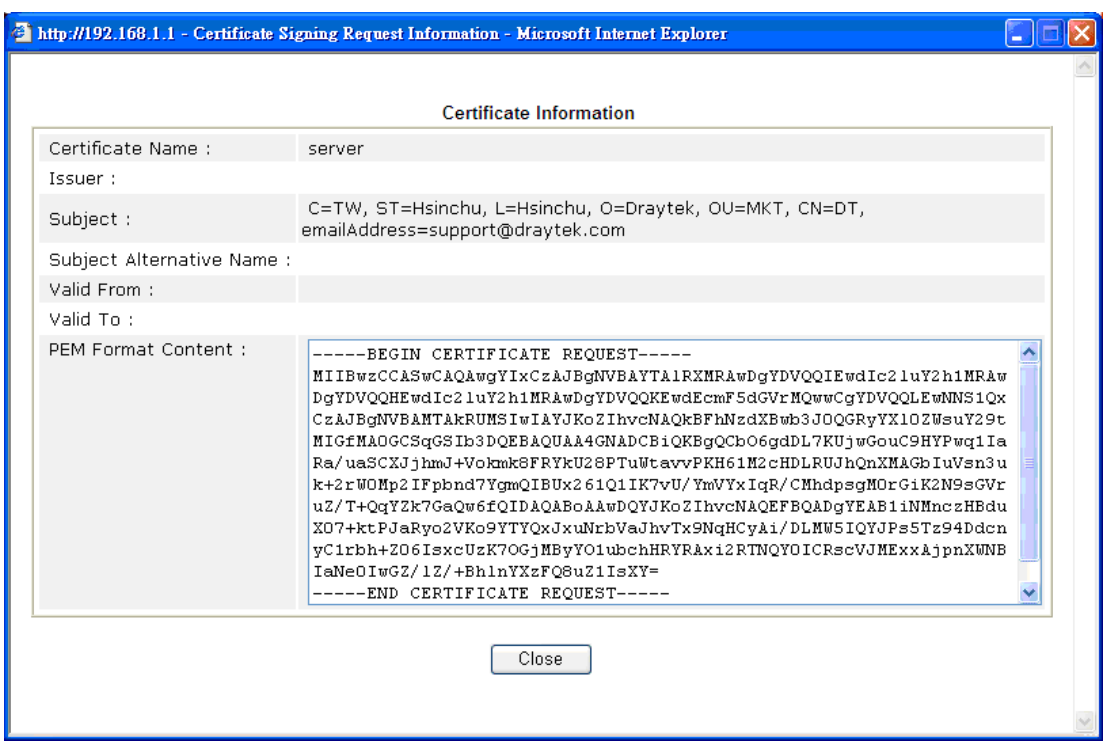 http://192.168.1.1 - Certificate Signing Request Information - Microsoft Internet Explorer
Certificate Information
Certificate Name : server
Issuer :
Subject : C=TW, ST=Hsinchu, L=Hsinchu, O=Draytek, OU=MKT, CN=DT,
emailAddress=support@draytek.com
Subject Alternative Name :
Valid From :
Valid To :
PEM Format Content :
-----BEGIN CERTIFICATE REQUEST-----
MIIBwzCCASwCAQAwgYIxCzAJBgNVBAYTAlRXMRAwDgYDVQQIEwdIc2luY2h1MRAw
DgYDVQQHEwdIc2luY2h1MRAwDgYDVQQKEwdEcmF5dGVrMQwwCgYDVQQLEwNNS1Qx
CzAJBgNVBAMTAkRUMSIwIAYJKoZIhvcNAQkBFhNzdXBwb3J0QGRyYXl0ZWsuY29t
MIGfMA0GCSqGSIb3DQEBAQUAA4GNADCBiQKBgQCbO6gdDL7KUjwGouC9HYPwq1Ia
Ra/uaSCXJjhmJ+Vokmk8FRYkU28PTuWtavvPKH61M2cHDLRUJhQnXMAGbIuVsn3u
k+2rW0Mp2IFpbnd7YgmQIBUx261Q1IK7vU/YmVYxIqR/CMhdpsgM0rGiK2N9sGVr
uZ/T+QqYZk7GaQw6fQIDAQABoAAwDQYJKoZIhvcNAQEFBQADgYEAB1iNMnczHBdu
XO7+ktPJaRyo2VKo9YTYQxJxuNrbVaJhvTx9NqHCyAi/DLMW5IQYJPs5Tz94Ddcn
yC1rbh+ZO6IsxcUzK7OGjMByYO1ubchHRYRAxi2RTNQYOICRscVJMExxAjpnXWNB
IaNeOIwGZ/lZ/+BhlnYXzFQ8uZ1IsXY=
-----END CERTIFICATE REQUEST-----
Close